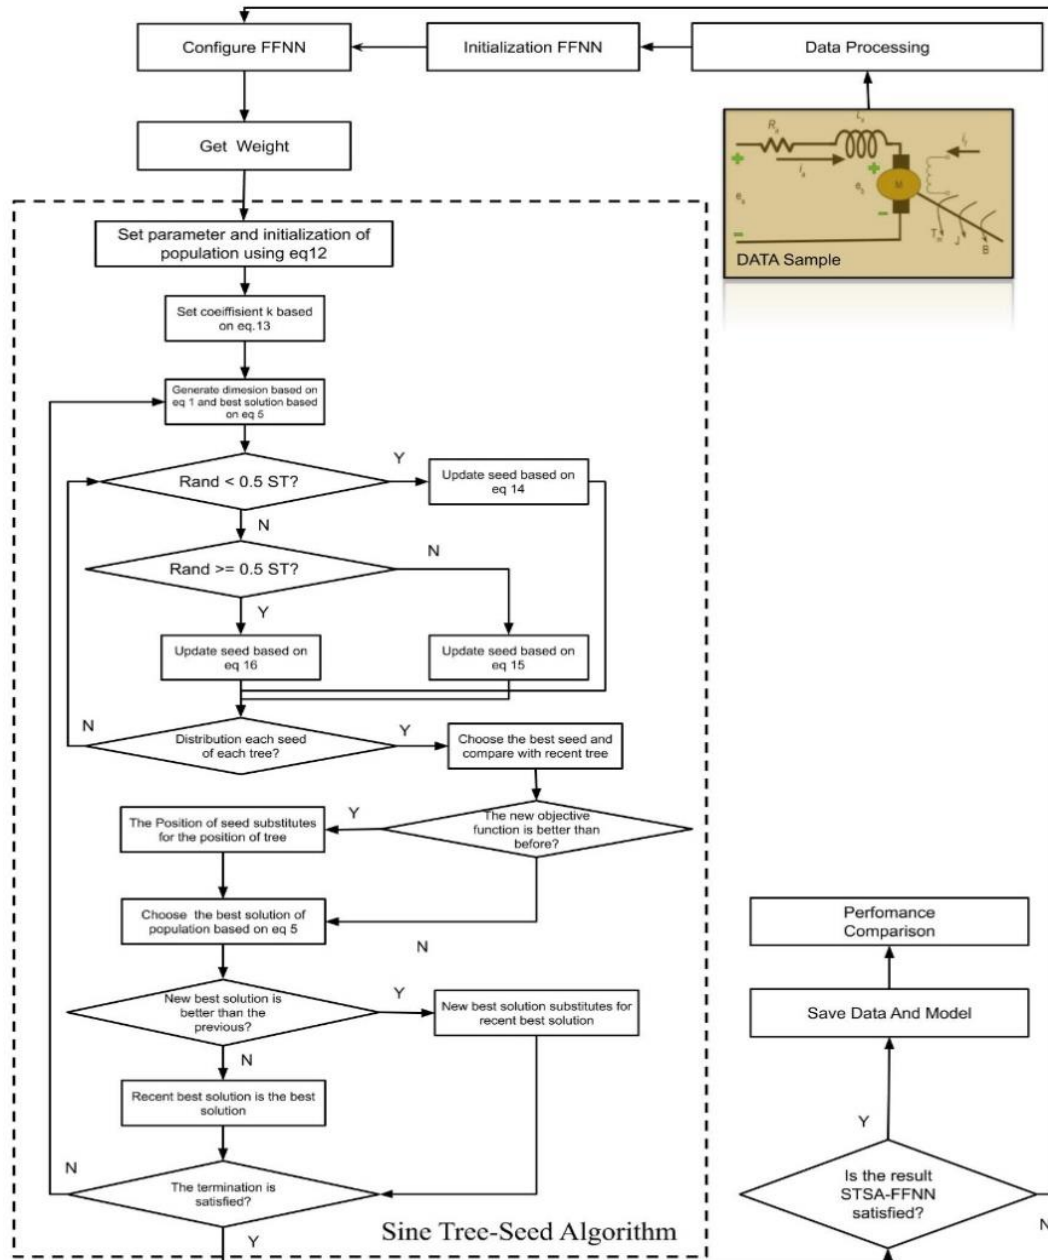 Configure FFNN
Initialization FFNN
Data Processing
Get Weight
Rₐ
iₐ
eₐ
M
J
B
DATA Sample
Set parameter and initialization of
population using eq12
Set coeiffisient k based
on eq.13
Generate dimesion based on
eq 1 and best solution based
on eq 5
Rand < 0.5 ST?
Y
Update seed based on
eq 14
N
Rand >= 0.5 ST?
N
Y
Update seed based on
eq 16
Update seed based on
eq 15
N
Distribution each seed
of each tree?
Y
Choose the best seed and
compare with recent tree
The new objective
function is better than
before?
Y
The Position of seed substitutes
for the position of tree
Choose the best solution of
population based on eq 5
N
New best solution is
better than the
previous?
Y
New best solution substitutes for
recent best solution
N
Recent best solution is the best
solution
N
The termination is
satisfied?
Y
Sine Tree-Seed Algorithm
Perfomance
Comparison
Save Data And Model
Y
Is the result
STSA-FFNN
satisfied?
N